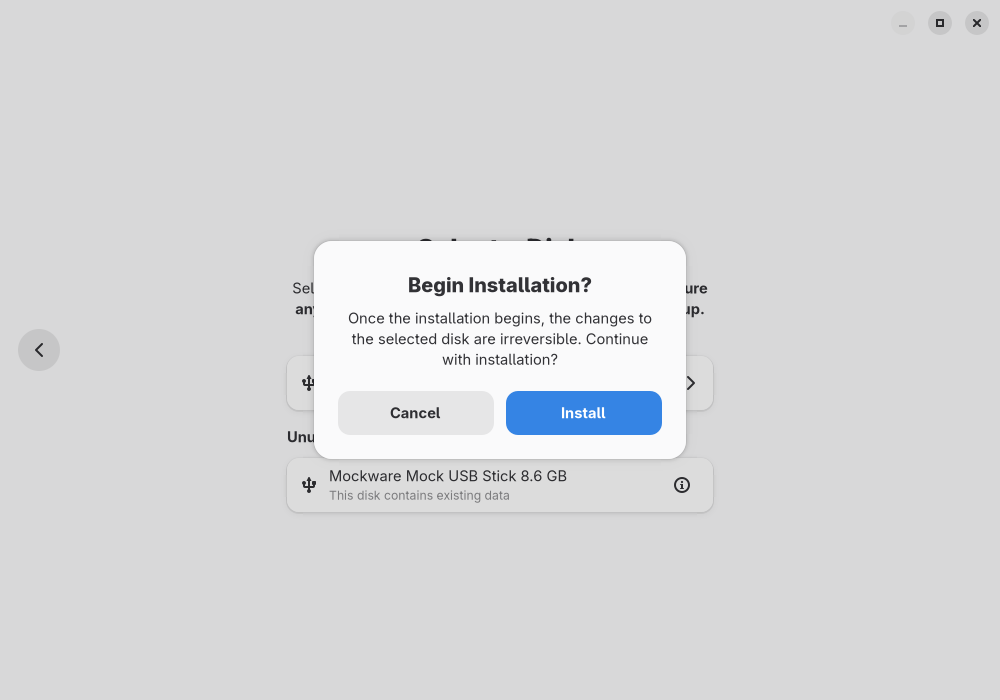 Begin Installation?
Once the installation begins, the changes to
the selected disk are irreversible. Continue
with installation?
Cancel
Install
Mockware Mock USB Stick 8.6 GB
This disk contains existing data